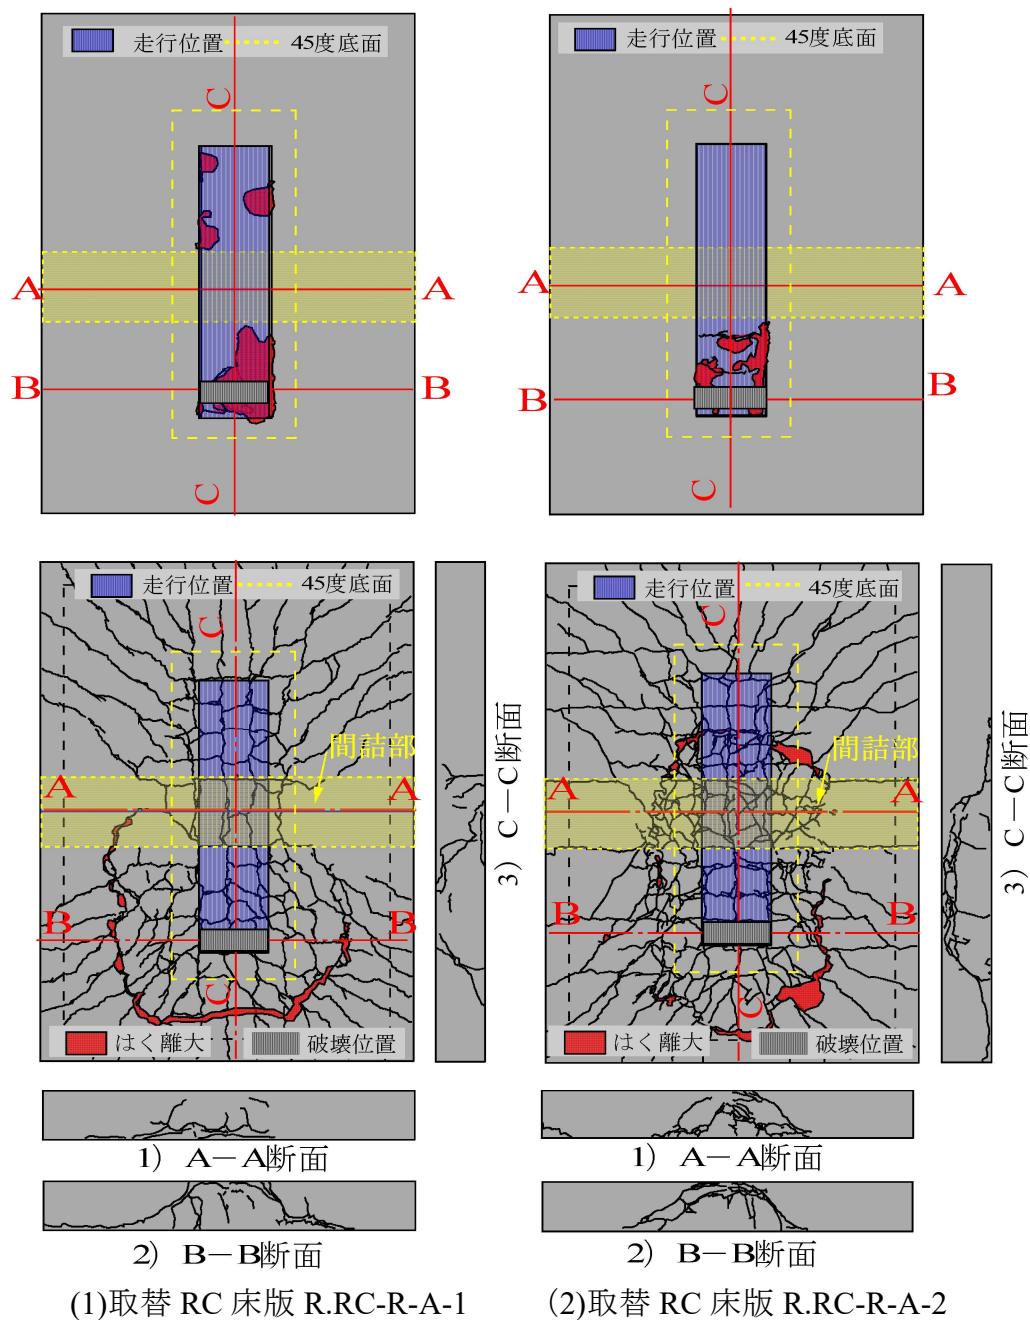 走行位置 45度底面
C
A A
B B
C
走行位置 45度底面
C
A A
B B
C
走行位置 45度底面
C
間詰部
A A
B B
C
はく離大 破壊位置
3）C－C断面
1）A－A断面
2）B－B断面
(1)取替 RC 床版 R.RC-R-A-1
走行位置 45度底面
C
間詰部
A A
B B
C
はく離大 破壊位置
3）C－C断面
1）A－A断面
2）B－B断面
(2)取替 RC 床版 R.RC-R-A-2